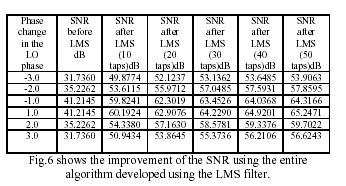 Phase change in the LO phase | SNR before LMS dB | SNR after LMS (10 taps)dB | SNR after LMS (20 taps)dB | SNR after LMS (30 taps)dB | SNR after LMS (40 taps)dB | SNR after LMS (50 taps)dB
-3.0 | 31.7360 | 49.8774 | 52.1237 | 53.1362 | 53.6485 | 53.9063
-2.0 | 35.2262 | 53.6115 | 55.9712 | 57.0485 | 57.5931 | 57.8595
-1.0 | 41.2145 | 59.8241 | 62.3019 | 63.4526 | 64.0368 | 64.3166
1.0 | 41.2145 | 60.1924 | 62.9076 | 64.2290 | 64.9201 | 65.2471
2.0 | 35.2262 | 54.3380 | 57.1630 | 58.5781 | 59.3376 | 59.7022
3.0 | 31.7360 | 50.9434 | 53.8645 | 55.3736 | 56.2106 | 56.6243
Fig.6 shows the improvement of the SNR using the entire
algorithm developed using the LMS filter.